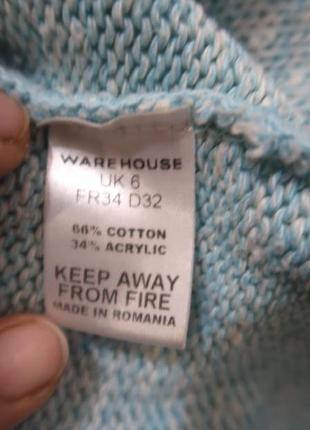 WAREHOUSE
UK 6
FR34 D32
66% COTTON
34% ACRYLIC
KEEP AWAY
FROM FIRE
MADE IN ROMANIA